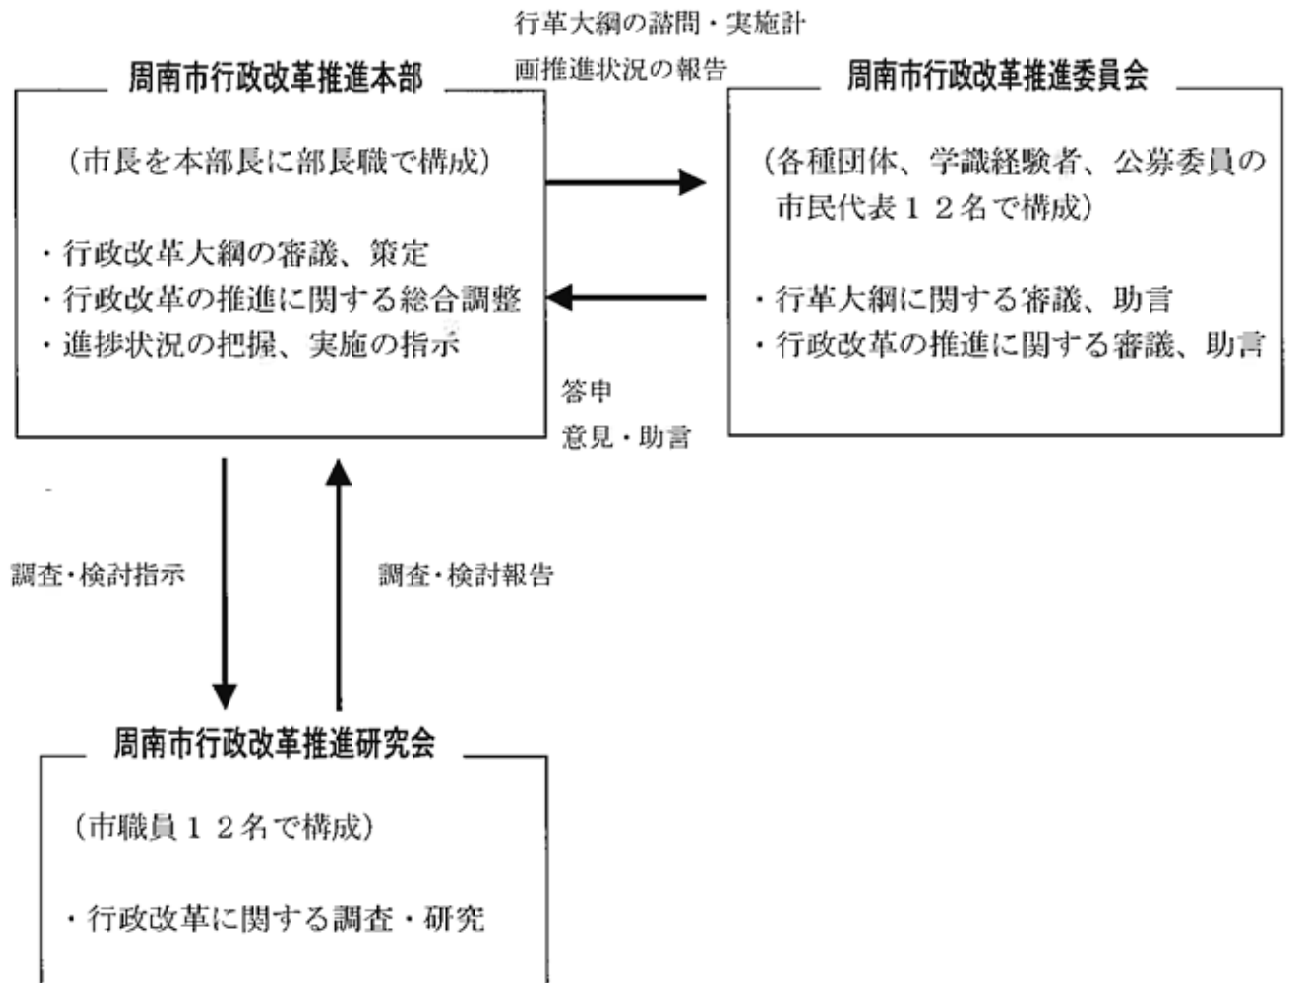 行革大綱の諮問・実施計
画推進状況の報告
周南市行政改革推進本部
（市長を本部長に部長職で構成）
・行政改革大綱の審議、策定
・行政改革の推進に関する総合調整
・進捗状況の把握、実施の指示
周南市行政改革推進委員会
（各種団体、学識経験者、公募委員の
市民代表１２名で構成）
・行革大綱に関する審議、助言
・行政改革の推進に関する審議、助言
答申
意見・助言
調査・検討指示
調査・検討報告
周南市行政改革推進研究会
（市職員１２名で構成）
・行政改革に関する調査・研究